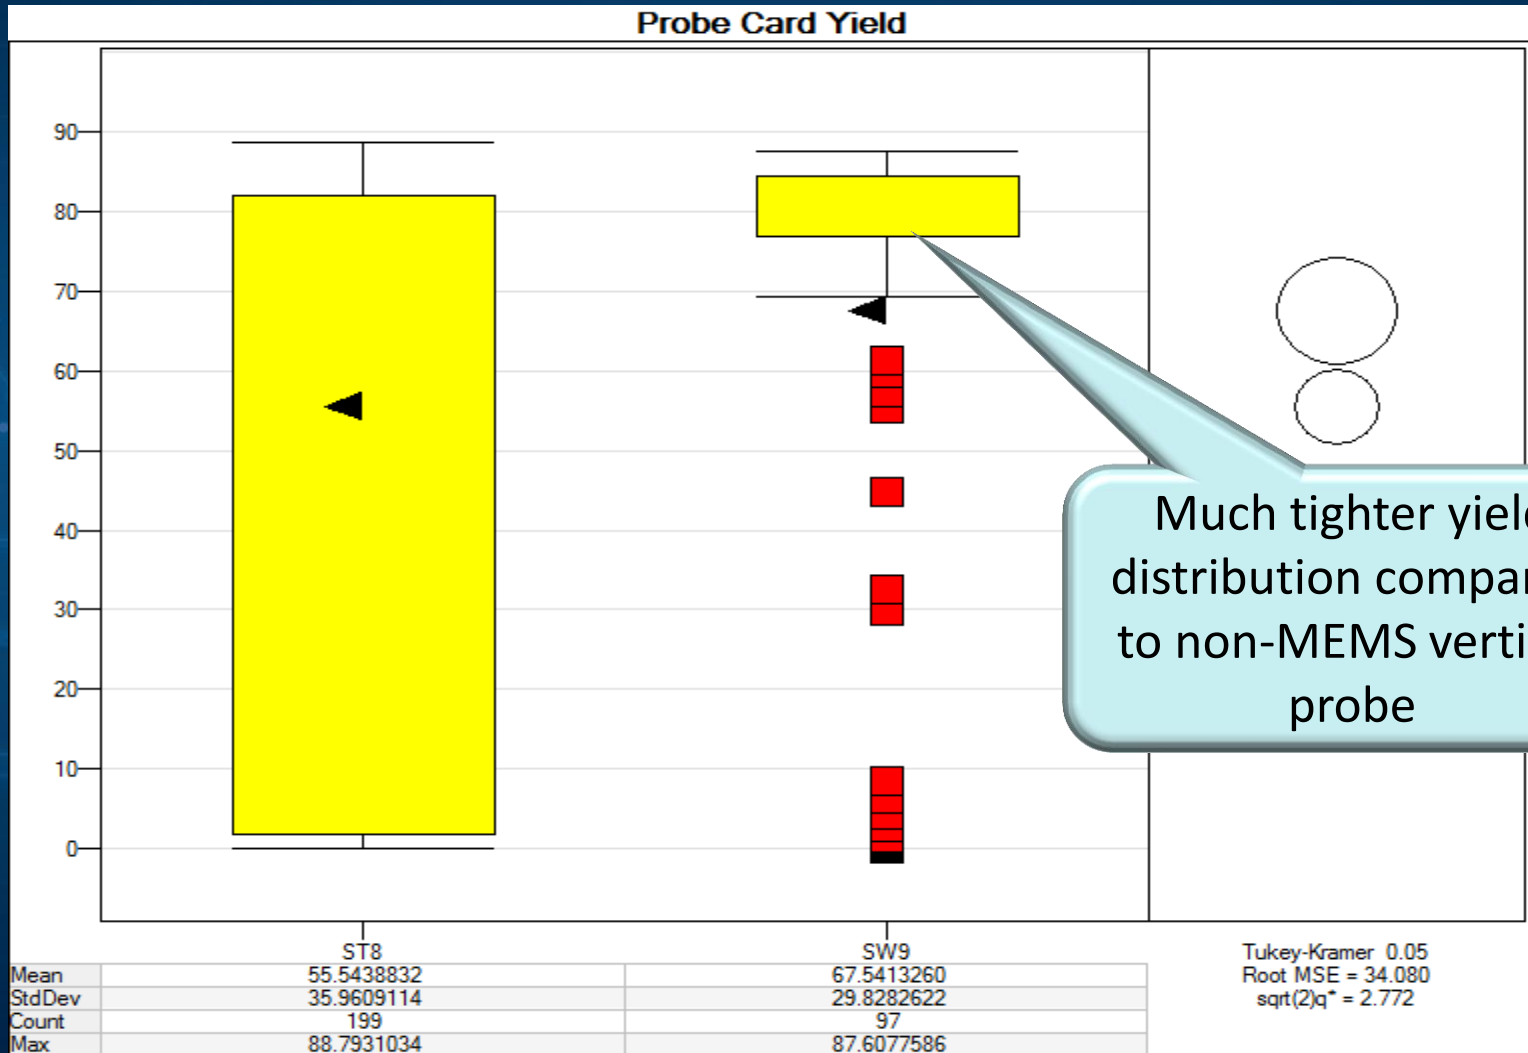 Probe Card Yield
90
80
70
60
50
40
30
20
10
0
Much tighter yiel
distribution compar
to non-MEMS verti
probe
ST8 SW9
Mean 55.5438832 67.5413260
StdDev 35.9609114 29.8282622
Count 199 97
Max 88.7931034 87.6077586
Tukey-Kramer 0.05
Root MSE = 34.080
sqrt(2)q* = 2.772